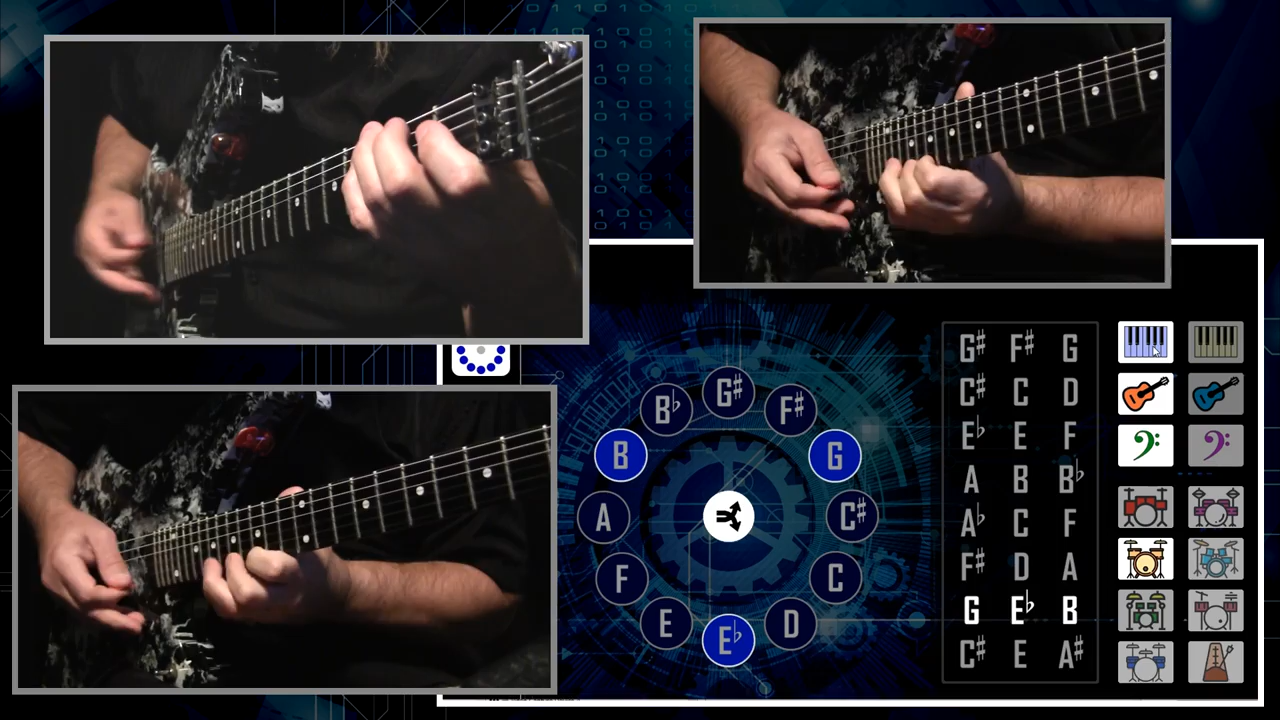 G♯
B♭ F♯
B G
A C♯
F C
E D
E♭
G♯ F♯ G
C♯ C D
E♭ E F
A B B♭
A♭ C F
F♯ D A
G E♭ B
C♯ E A♯